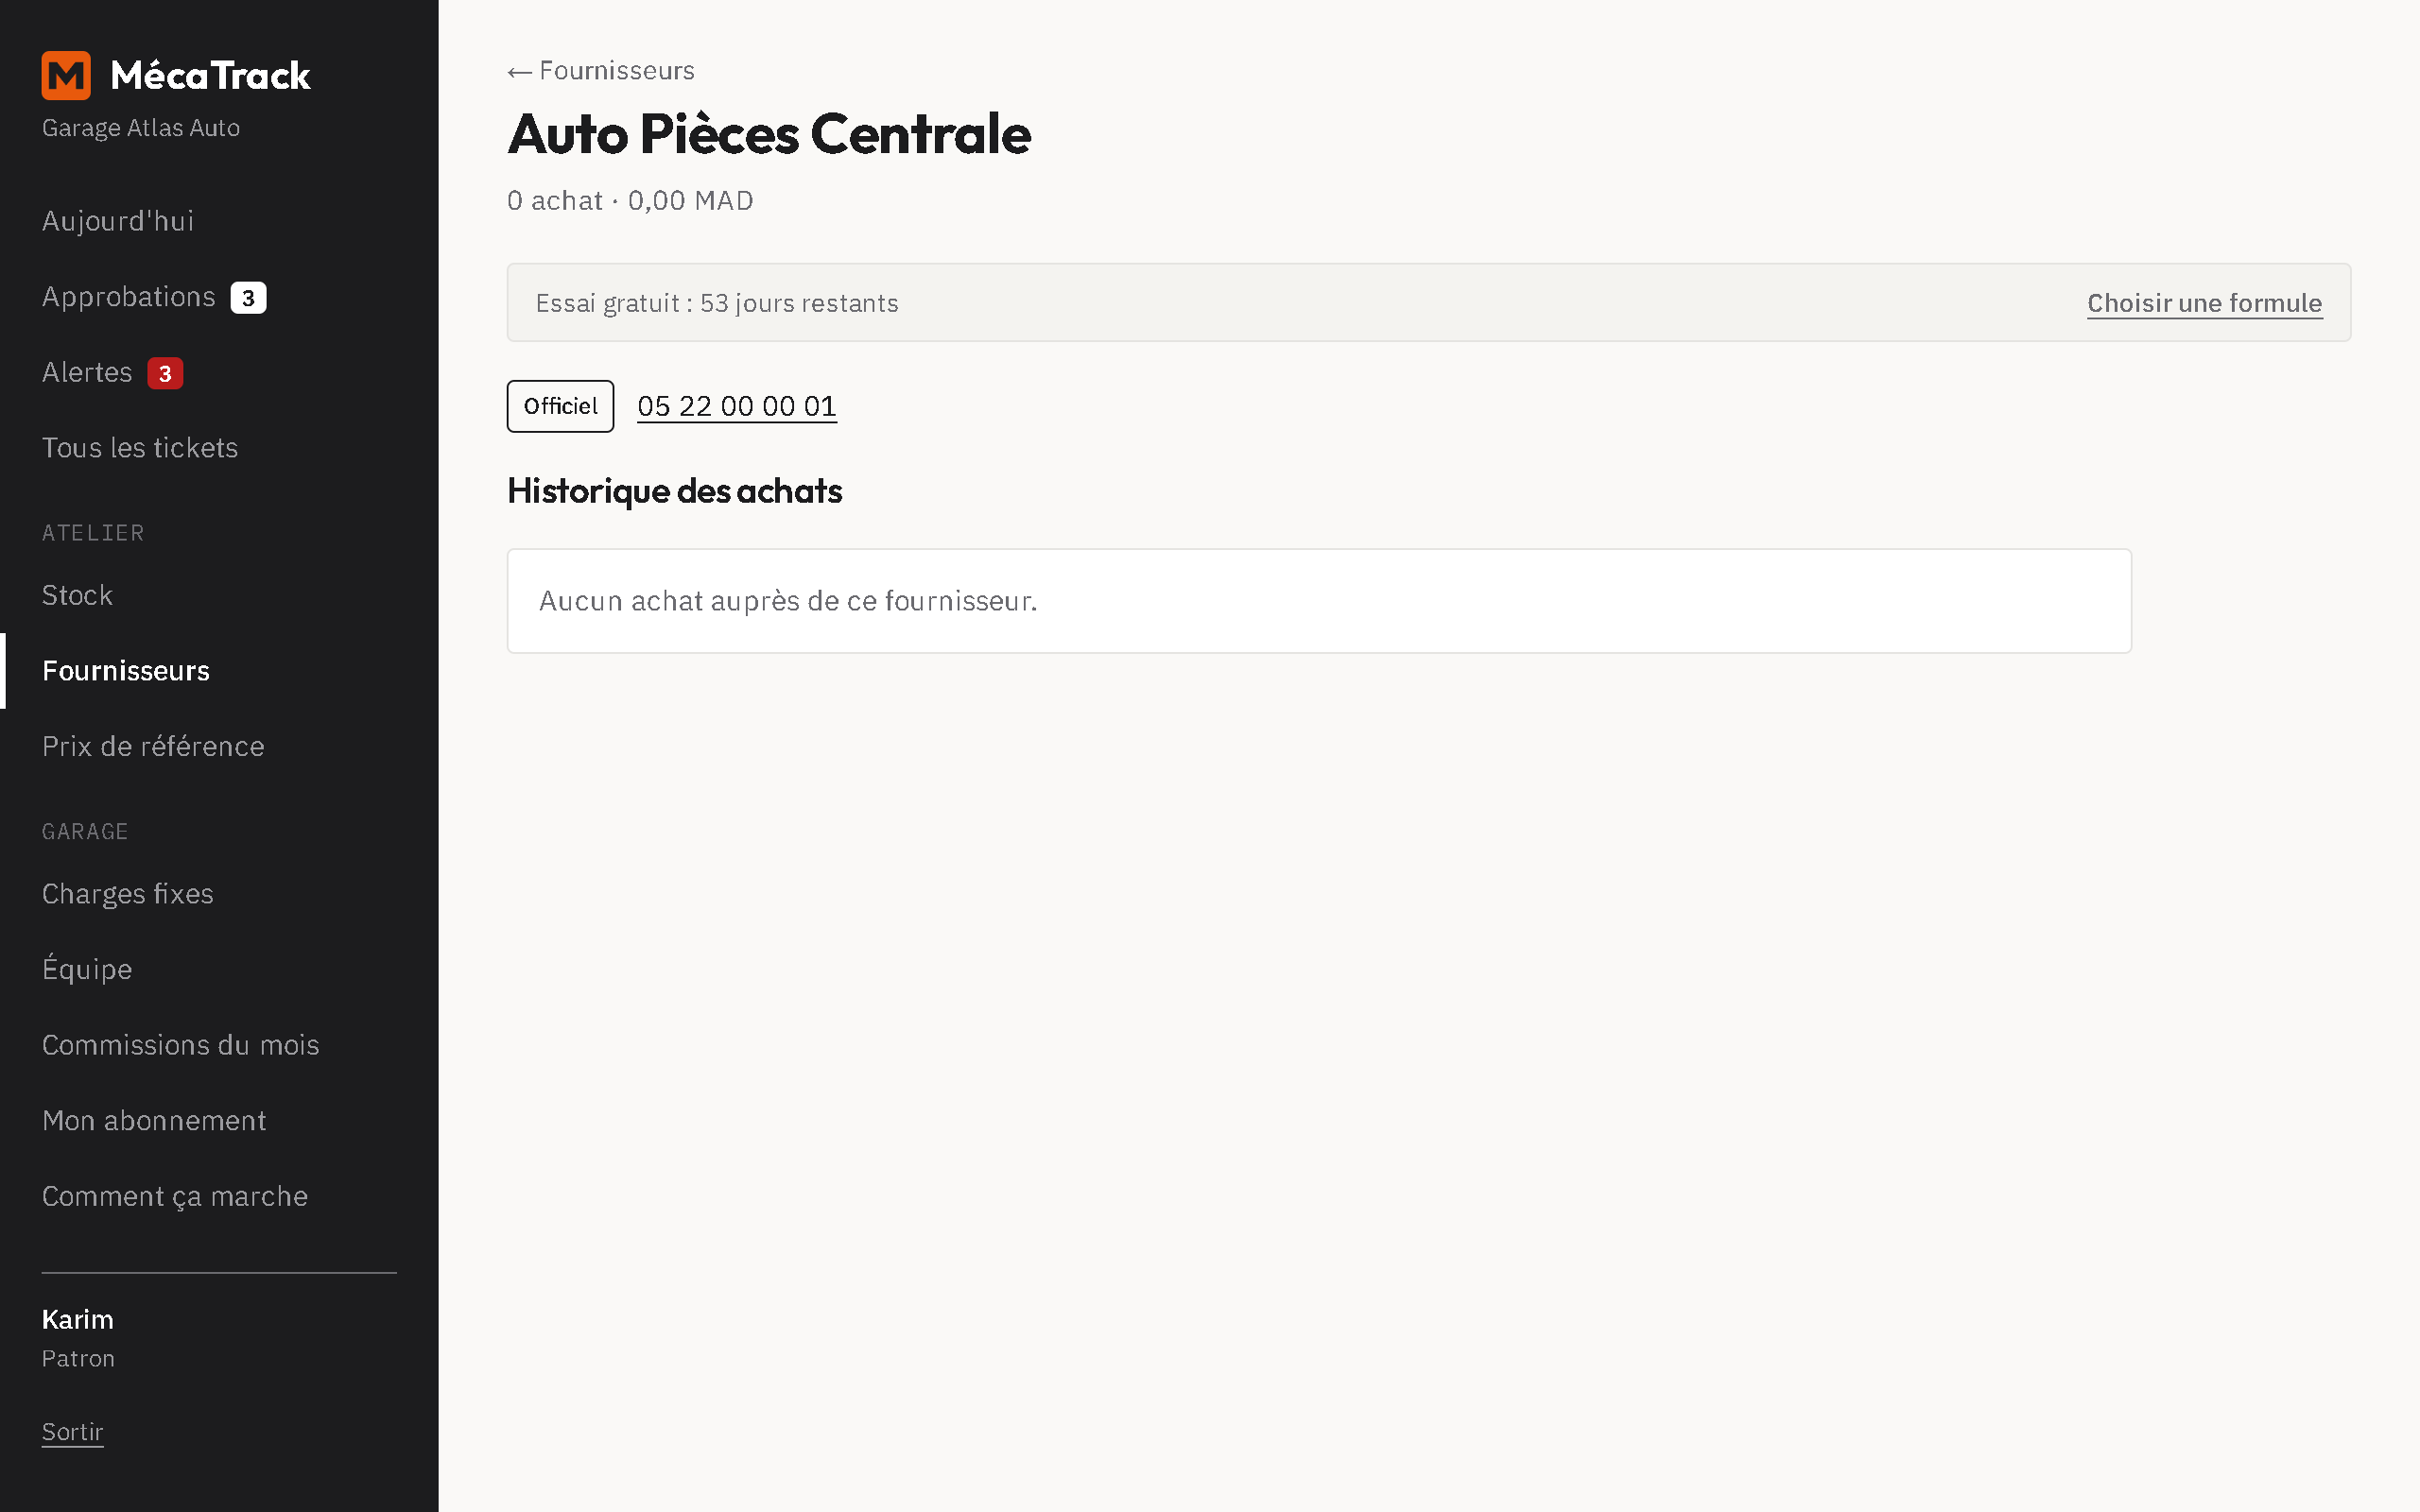 M MécaTrack
Garage Atlas Auto
Aujourd'hui
Approbations 3
Alertes 3
Tous les tickets
ATELIER
Stock
Fournisseurs
Prix de référence
GARAGE
Charges fixes
Équipe
Commissions du mois
Mon abonnement
Comment ça marche
Karim
Patron
Sortir
← Fournisseurs
Auto Pièces Centrale
0 achat · 0,00 MAD
Essai gratuit : 53 jours restants Choisir une formule
Officiel 05 22 00 00 01
Historique des achats
Aucun achat auprès de ce fournisseur.